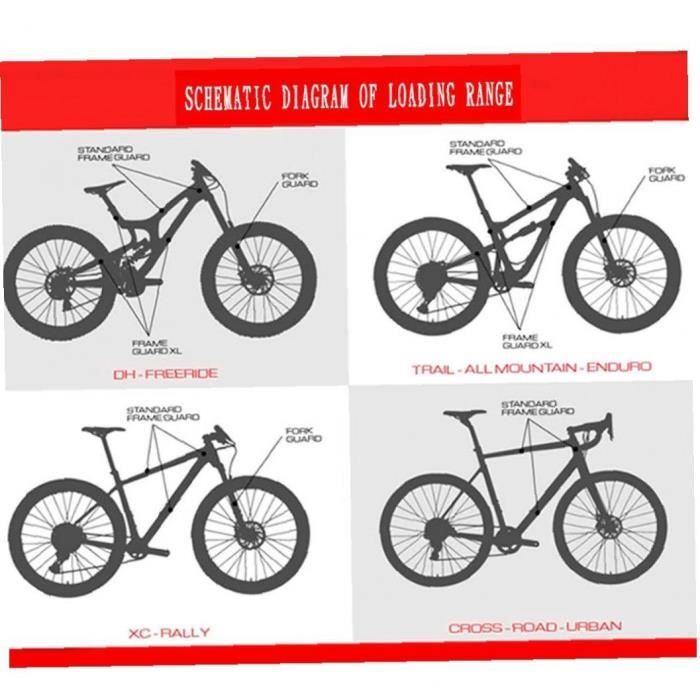 SCHEMATIC DIAGRAM OF LOADING RANGE
STANDARD
FRAME GUARD
FORK
GUARD
FRAME
GUARD XL
DH - FREERIDE
STANDARD
FRAME GUARD
FORK
GUARD
FRAME
GUARD XL
TRAIL - ALL MOUNTAIN - ENDURO
STANDARD
FRAME GUARD
FORK
GUARD
XC - RALLY
STANDARD
FRAME GUARD
CROSS - ROAD - URBAN